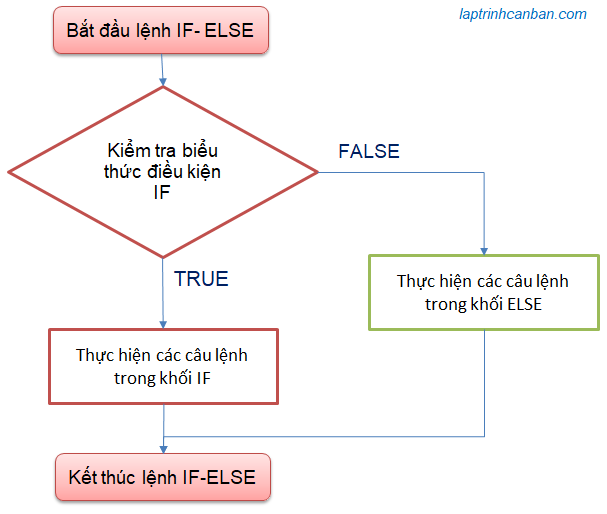 laptrinhcanban.com
Bắt đầu lệnh IF- ELSE
Kiểm tra biểu
thức điều kiện
IF
FALSE
TRUE
Thực hiện các câu lệnh
trong khối ELSE
Thực hiện các câu lệnh
trong khối IF
Kết thúc lệnh IF-ELSE